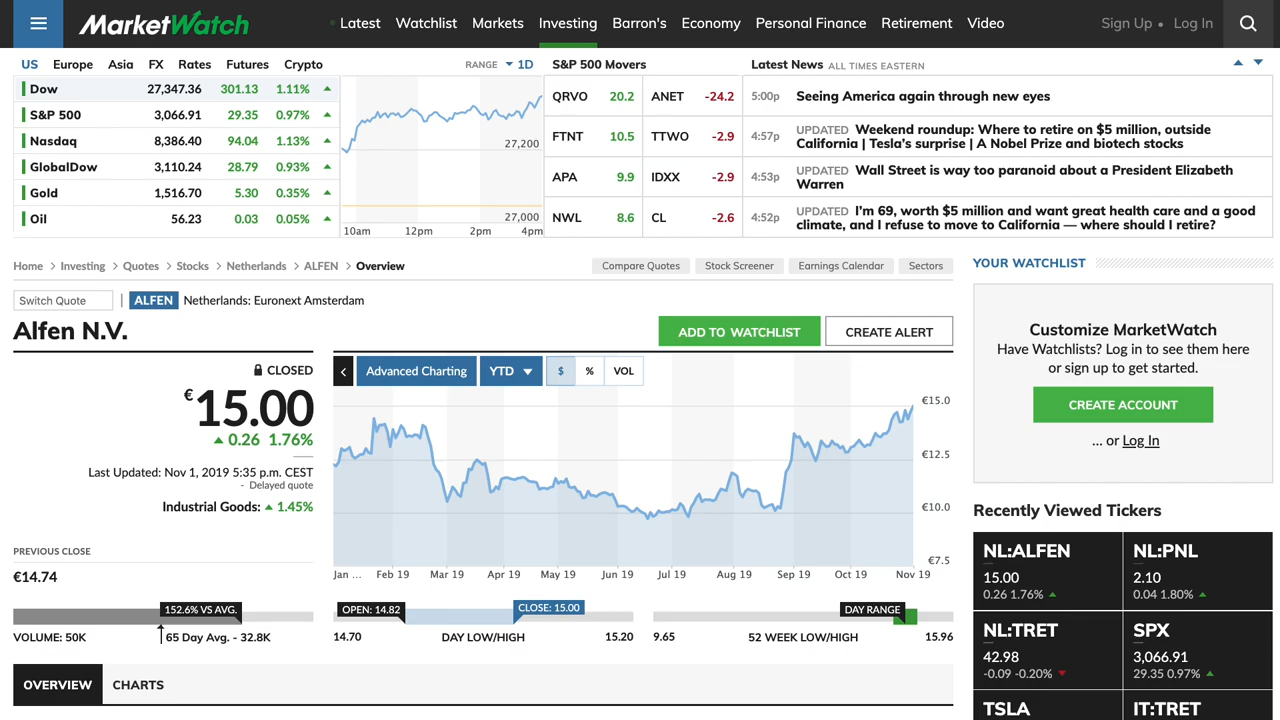 MarketWatch
Latest Watchlist Markets Investing Barron's Economy Personal Finance Retirement Video
Sign Up • Log In
US Europe Asia FX Rates Futures Crypto
RANGE 1D
Dow 27,347.36 301.13 1.11%
S&P 500 3,066.91 29.35 0.97%
Nasdaq 8,386.40 94.04 1.13%
GlobalDow 3,110.24 28.79 0.93%
Gold 1,516.70 5.30 0.35%
Oil 56.23 0.03 0.05%
27,200
27,000
10am 12pm 2pm 4pm
S&P 500 Movers
QRVO 20.2 ANET -24.2
FTNT 10.5 TTWO -2.9
APA 9.9 IDXX -2.9
NWL 8.6 CL -2.6
Latest News ALL TIMES EASTERN
5:00p Seeing America again through new eyes
4:57p UPDATED Weekend roundup: Where to retire on $5 million, outside
California | Tesla's surprise | A Nobel Prize and biotech stocks
4:53p UPDATED Wall Street is way too paranoid about a President Elizabeth
Warren
4:52p UPDATED I'm 69, worth $5 million and want great health care and a good
climate, and I refuse to move to California — where should I retire?
Home > Investing > Quotes > Stocks > Netherlands > ALFEN > Overview
Compare Quotes Stock Screener Earnings Calendar Sectors
Switch Quote | ALFEN Netherlands: Euronext Amsterdam
Alfen N.V.
ADD TO WATCHLIST CREATE ALERT
CLOSED
€15.00
0.26 1.76%
Last Updated: Nov 1, 2019 5:35 p.m. CEST
- Delayed quote
Industrial Goods: 1.45%
PREVIOUS CLOSE
€14.74
Advanced Charting YTD $ % VOL
€15.0
€12.5
€10.0
€7.5
Jan ... Feb 19 Mar 19 Apr 19 May 19 Jun 19 Jul 19 Aug 19 Sep 19 Oct 19 Nov 19
152.6% VS AVG.
VOLUME: 50K 65 Day Avg. - 32.8K
OPEN: 14.82 CLOSE: 15.00
14.70 DAY LOW/HIGH 15.20
DAY RANGE
9.65 52 WEEK LOW/HIGH 15.96
OVERVIEW CHARTS
YOUR WATCHLIST
Customize MarketWatch
Have Watchlists? Log in to see them here
or sign up to get started.
CREATE ACCOUNT
... or Log In
Recently Viewed Tickers
NL:ALFEN
15.00
0.26 1.76%
NL:PNL
2.10
0.04 1.80%
NL:TRET
42.98
-0.09 -0.20%
SPX
3,066.91
29.35 0.97%
TSLA
IT:TRET